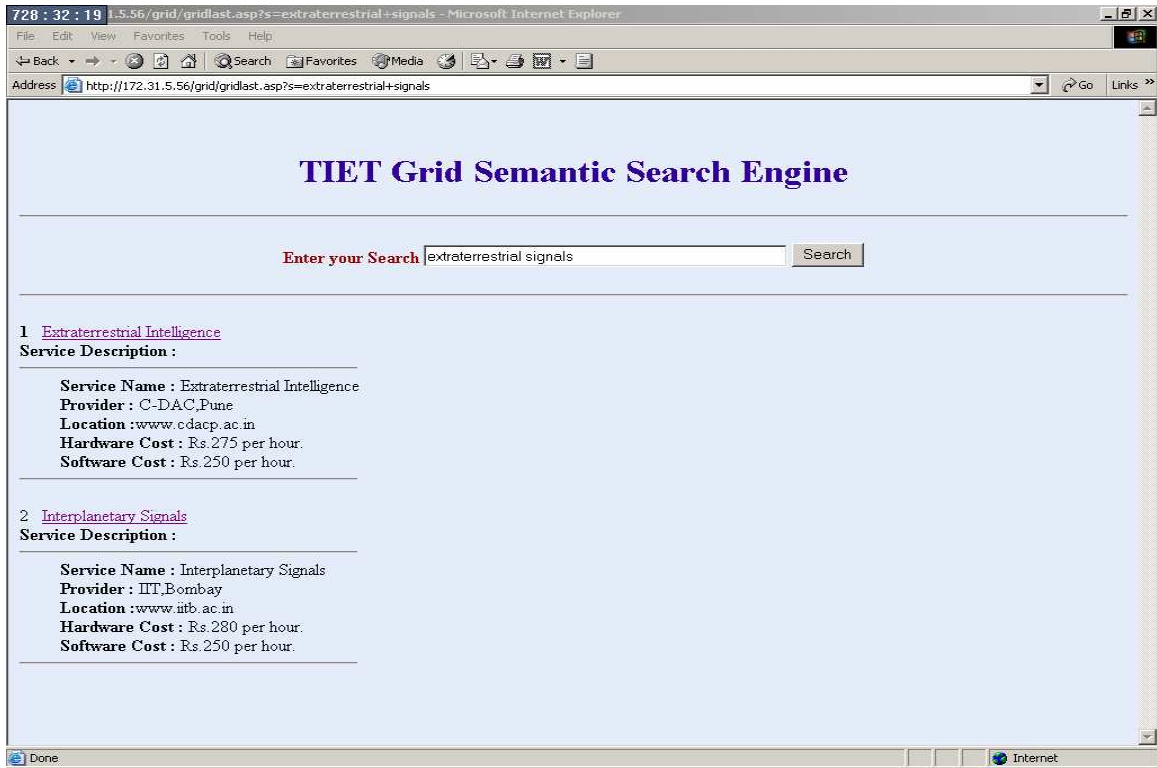 728 : 32 : 19 1.5.56/grid/gridlast.asp?s=extraterrestrial+signals - Microsoft Internet Explorer
File Edit View Favorites Tools Help
Back Search Favorites Media
Address http://172.31.5.56/grid/gridlast.asp?s=extraterrestrial+signals Go Links »
TIET Grid Semantic Search Engine
Enter your Search extraterrestrial signals Search
1 Extraterrestrial Intelligence
Service Description :
Service Name : Extraterrestrial Intelligence
Provider : C-DAC,Pune
Location :www.cdacp.ac.in
Hardware Cost : Rs.275 per hour.
Software Cost : Rs.250 per hour.
2 Interplanetary Signals
Service Description :
Service Name : Interplanetary Signals
Provider : IIT,Bombay
Location :www.iitb.ac.in
Hardware Cost : Rs.280 per hour.
Software Cost : Rs.250 per hour.
Done Internet